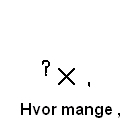 ? × ,
Hvor mange ,